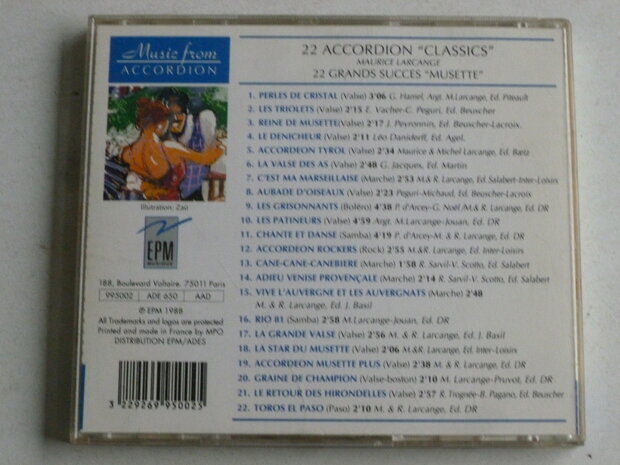 Music from
ACCORDION
Illustration: Zaü
EPM
188, Boulevard Voltaire. 75011 Paris
995002 ADE 650 AAD
℗ EPM 1988
All Trademarks and logos are protected
Printed and made in France by MPO
DISTRIBUTION EPM/ADES
3 229269 950025
22 ACCORDION "CLASSICS"
MAURICE LARCANGE
22 GRANDS SUCCES "MUSETTE"
1. PERLES DE CRISTAL (Valse) 3'06 G. Hamel, Argt. M.Larcange, Ed. Piteault
2. LES TRIOLETS (Valse) 2'15 E. Vacher-C. Peguri, Ed. Beuscher
3. REINE DE MUSETTE(Valse) 2'17 J. Peyronnin, Ed. Beuscher-Lacroix.
4. LE DENICHEUR (Valse) 2'11 Léo Daniderff, Ed. Agel.
5. ACCORDEON TYROL (Valse) 2'34 Maurice & Michel Larcange, Ed. Baetz
6. LA VALSE DES AS (Valse) 2'48 G. Jacques, Ed. Martin
7. C'EST MA MARSEILLAISE (Marche) 2'53 M.& R. Larcange, Ed. Salabert-Inter-Loisirs
8. AUBADE D'OISEAUX (Valse) 2'23 Peguri-Michaud, Ed. Beuscher-Lacroix
9. LES GRISONNANTS (Boléro) 4'38 P. d'Arcey-G. Noël /M.& R. Larcange, Ed. DR
10. LES PATINEURS (Valse) 4'59 Argt. M.Larcange-Jouan, Ed. DR
11. CHANTE ET DANSE (Samba) 4'19 P. d'Arcey-M. & R. Larcange, Ed. DR
12. ACCORDEON ROCKERS (Rock) 2'55 M.&R. Larcange, Ed. Inter-Loisirs
13. CANE-CANE-CANEBIERE (Marche) 1'58 R. Sarvil-V. Scotto, Ed. Salabert
14. ADIEU VENISE PROVENÇALE (Marche) 2'14 R. Sarvil-V. Scotto, Ed. Salabert
15. VIVE L'AUVERGNE ET LES AUVERGNATS (Marche) 2'48
M. & R. Larcange, Ed. J. Basil
16. RIO 81 (Samba) 2'58 M.Larcange-Jouan, Ed. DR
17. LA GRANDE VALSE (Valse) 2'56 M. & R. Larcange, Ed. J. Basil
18. LA STAR DU MUSETTE (Valse) 2'06 M.&R. Larcange, Ed. Inter-Loisirs
19. ACCORDEON MUSETTE PLUS (Valse) 2'38 M. & R. Larcange, Ed. DR
20. GRAINE DE CHAMPION (Valse-boston) 2'10 M. Larcange-Pruvot, Ed. DR
21. LE RETOUR DES HIRONDELLES (Valse) 2'57 R. Trognée-B. Pagano, Ed. Beuscher
22. TOROS EL PASO (Paso) 2'10 M. & R. Larcange, Ed. DR